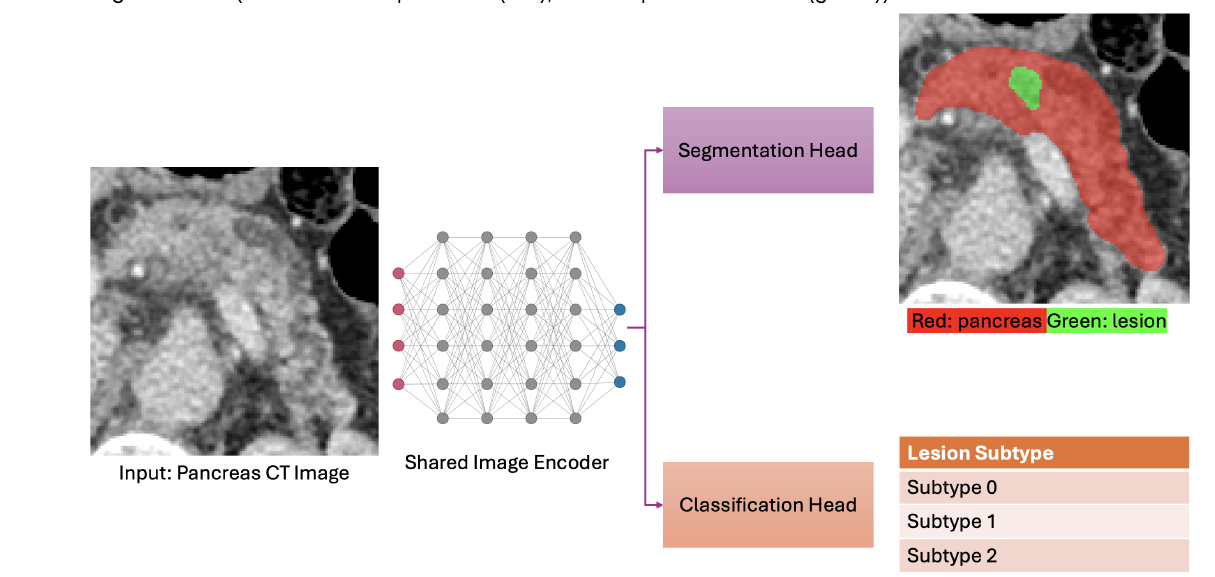 Segmentation Head
Red: pancreas Green: lesion
Input: Pancreas CT Image
Shared Image Encoder
Classification Head
Lesion Subtype
Subtype 0
Subtype 1
Subtype 2